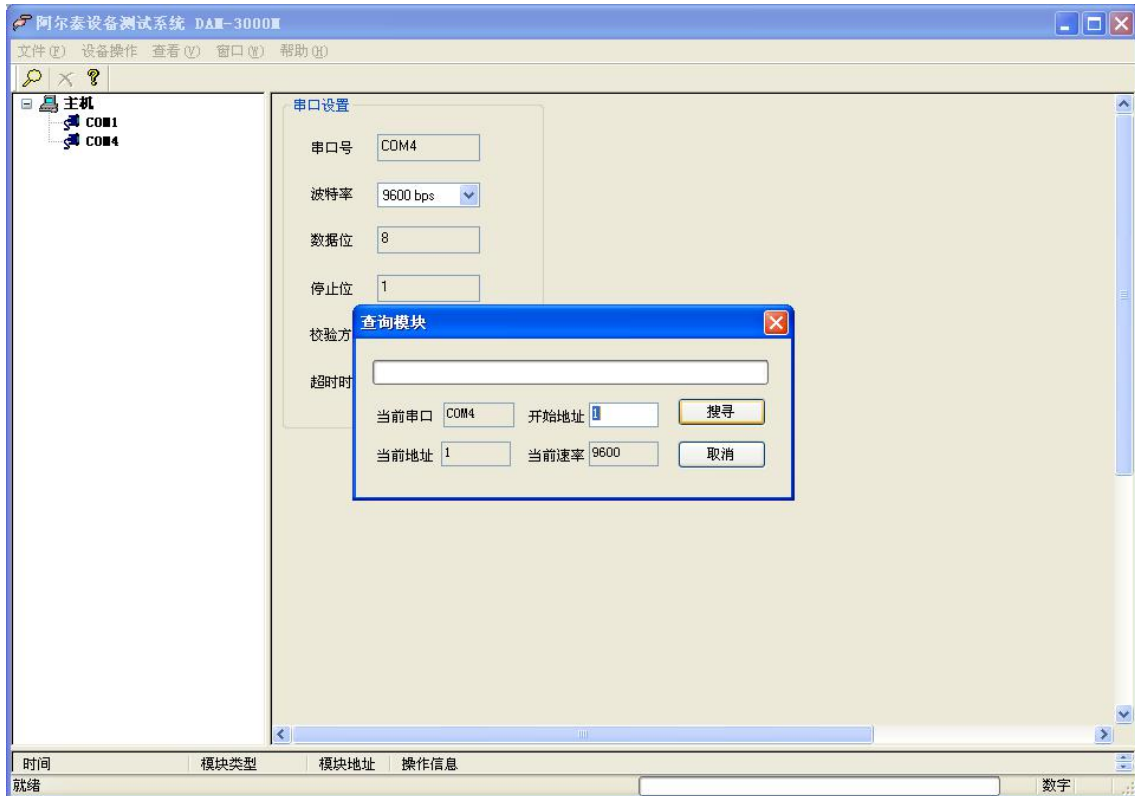 阿尔泰设备测试系统 DAM-3000M
文件(F) 设备操作 查看(V) 窗口(W) 帮助(H)
主机
COM1
COM4
串口设置
串口号 COM4
波特率 9600 bps
数据位 8
停止位 1
校验方
超时时
查询模块
当前串口 COM4 开始地址 1 搜寻
当前地址 1 当前速率 9600 取消
时间 模块类型 模块地址 操作信息
就绪 数字